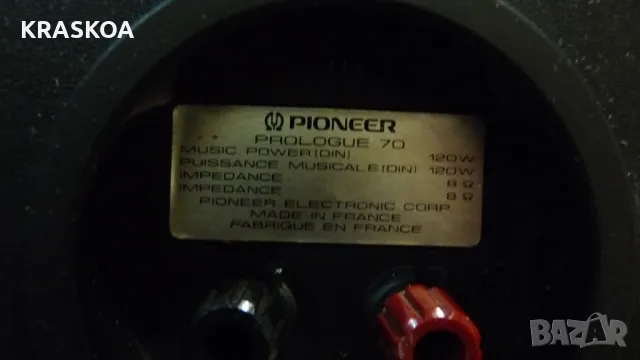 KRASKOA
PIONEER
PROLOGUE 70
MUSIC POWER(DIN) 120W
PUISSANCE MUSICALE(DIN) 120W
IMPEDANCE 8 Ω
IMPEDANCE 8 Ω
PIONEER ELECTRONIC CORP
MADE IN FRANCE
FABRIQUE EN FRANCE
BAZAR